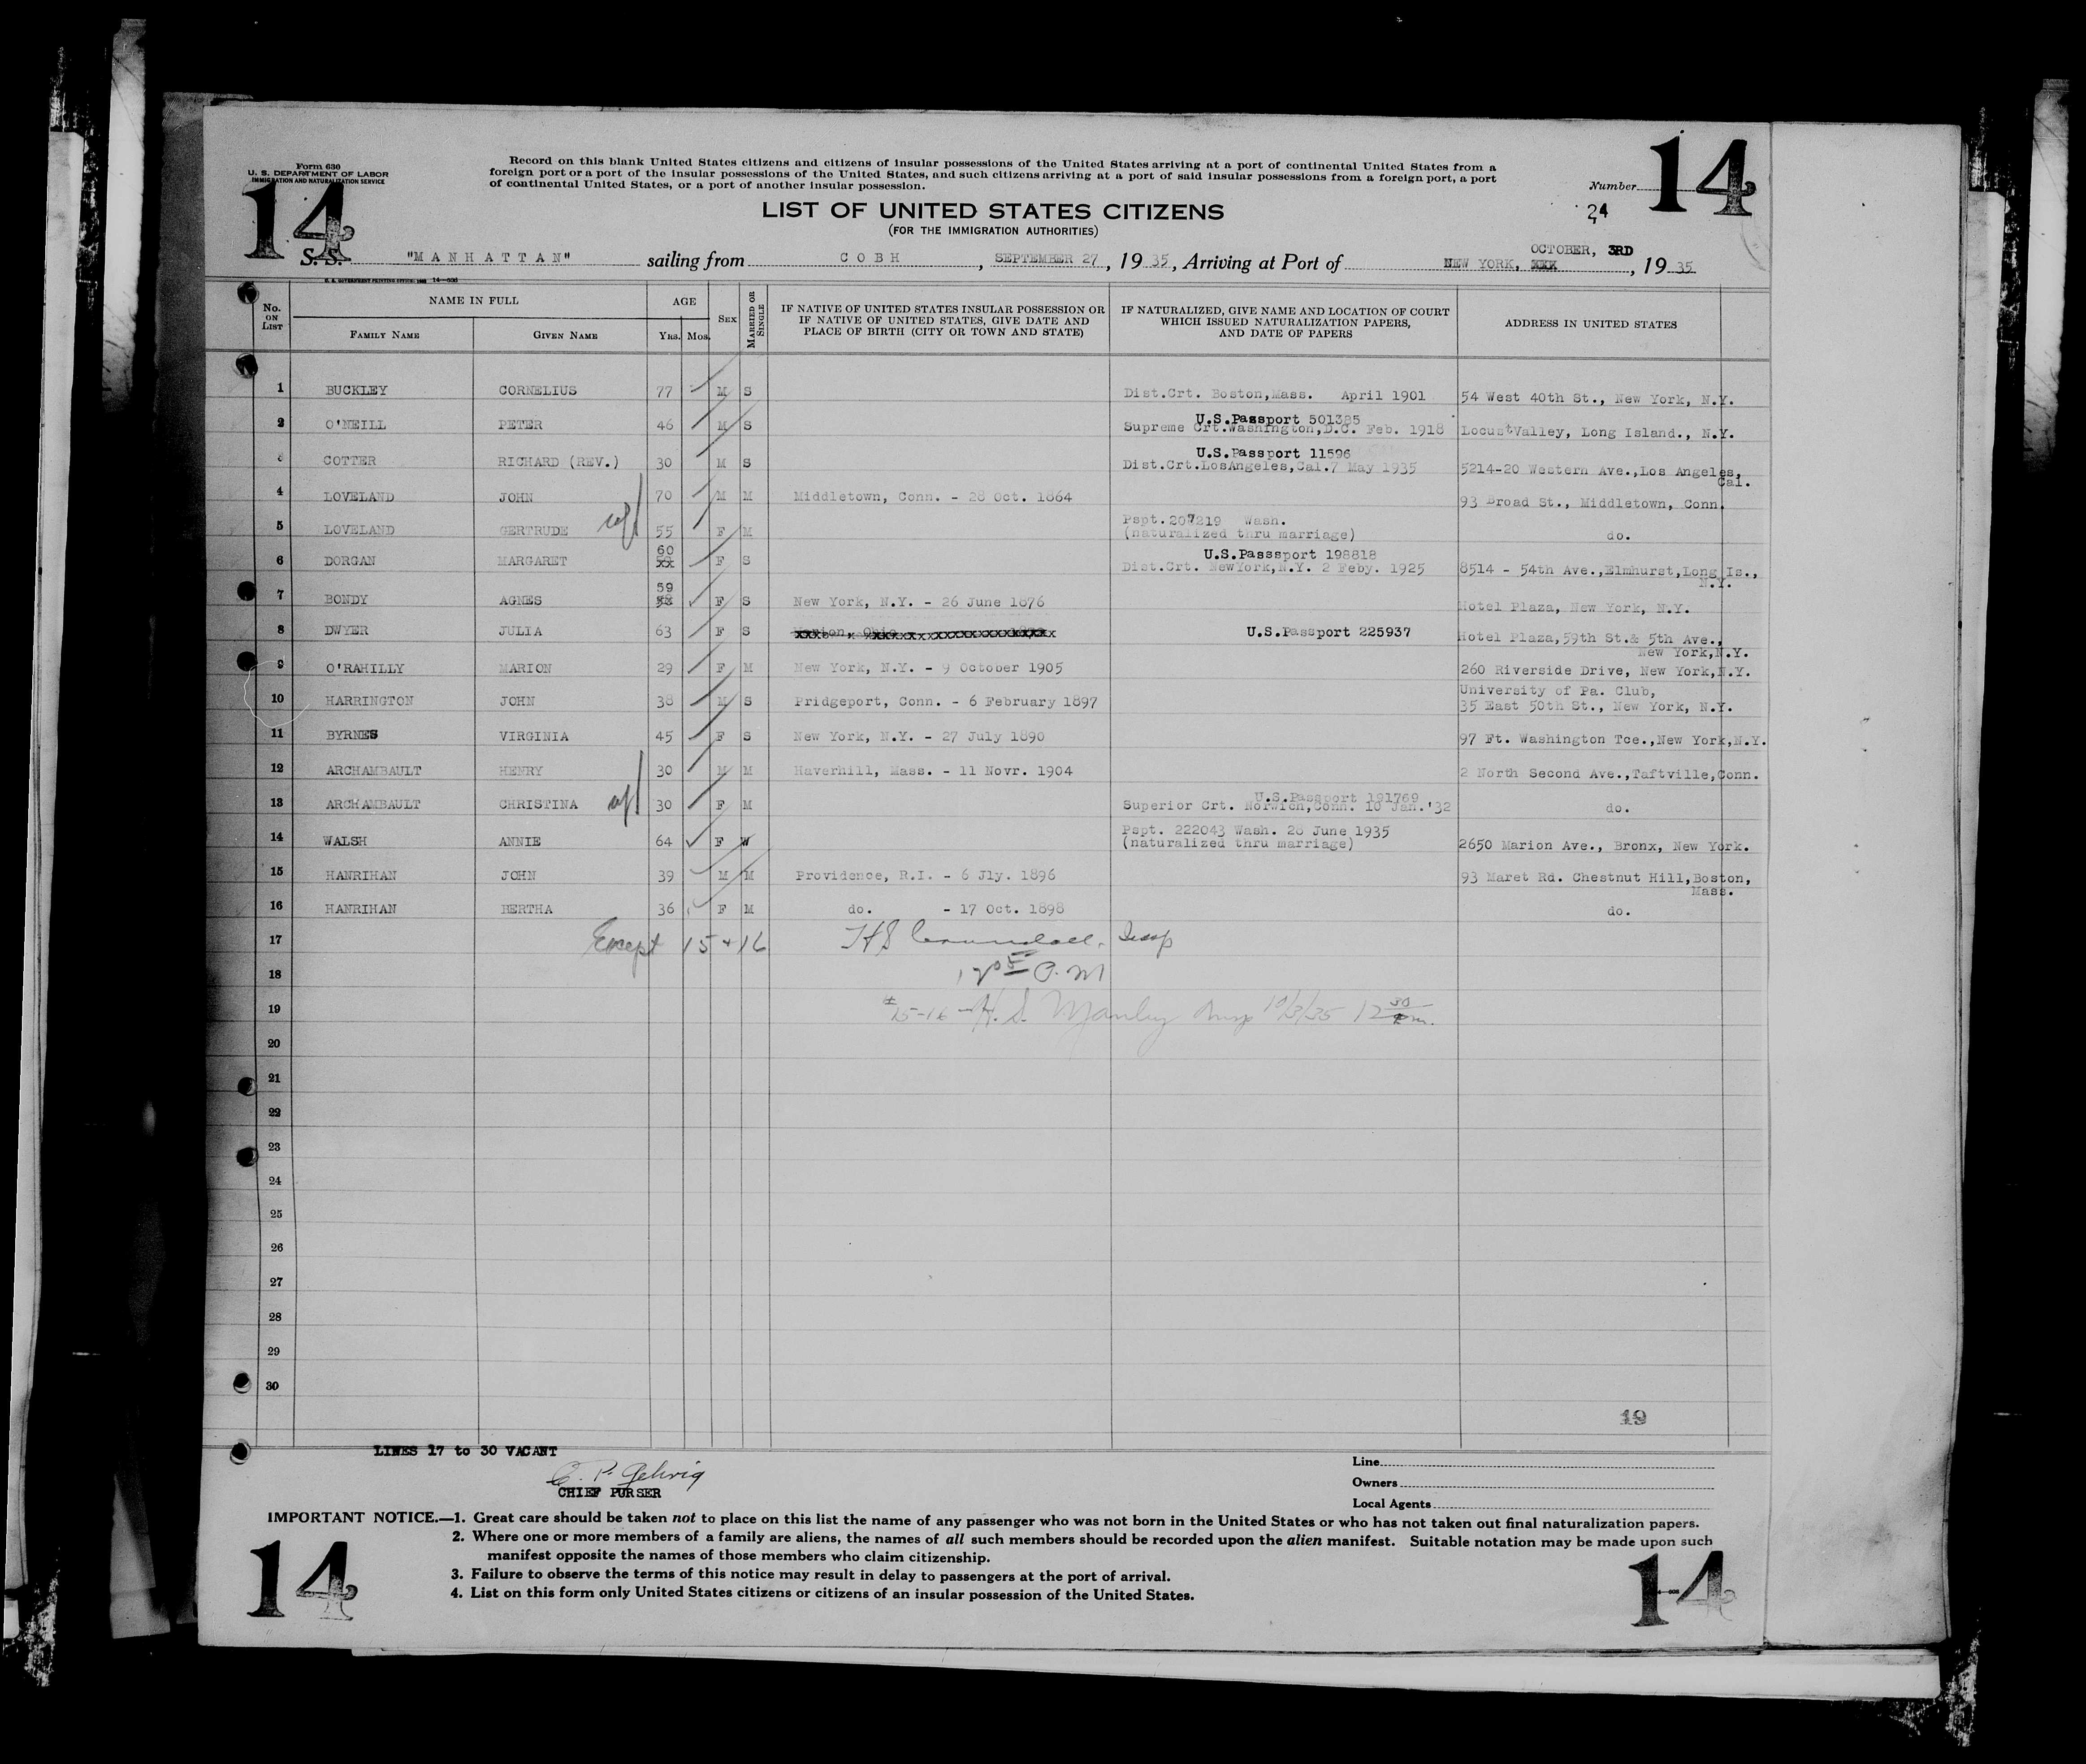 Form 630
U. S. DEPARTMENT OF LABOR
IMMIGRATION AND NATURALIZATION SERVICE
14
14
Record on this blank United States citizens and citizens of insular possessions of the United States arriving at a port of continental United States from a
foreign port or a port of the insular possessions of the United States, and such citizens arriving at a port of said insular possessions from a foreign port, a port
of continental United States, or a port of another insular possession.
Number
24
LIST OF UNITED STATES CITIZENS
(FOR THE IMMIGRATION AUTHORITIES)
S. S. "MANHATTAN" sailing from COBH, SEPTEMBER 27, 1935, Arriving at Port of NEW YORK, XXX OCTOBER, 3RD, 1935
U. S. GOVERNMENT PRINTING OFFICE 14—630
No. ON LIST
NAME IN FULL
FAMILY NAME GIVEN NAME
AGE
YRS. MOS.
SEX
MARRIED OR SINGLE
IF NATIVE OF UNITED STATES INSULAR POSSESSION OR
IF NATIVE OF UNITED STATES, GIVE DATE AND
PLACE OF BIRTH (CITY OR TOWN AND STATE)
IF NATURALIZED, GIVE NAME AND LOCATION OF COURT
WHICH ISSUED NATURALIZATION PAPERS,
AND DATE OF PAPERS
ADDRESS IN UNITED STATES
1 BUCKLEY CORNELIUS 77 M S Dist.Crt. Boston,Mass. April 1901 54 West 40th St., New York, N.Y.
U.S.Passport 501385
2 O'NEILL PETER 46 M S Supreme Crt.Washington,D.C. Feb. 1918 Locust Valley, Long Island., N.Y.
U.S.Passport 11596
COTTER RICHARD (REV.) 30 M S Dist.Crt.LosAngeles,Cal.7 May 1935 5214-20 Western Ave.,Los Angeles,
Cal.
4 LOVELAND JOHN 70 M M Middletown, Conn. - 28 Oct. 1864 93 Broad St., Middletown, Conn.
Pspt.207219 Wash.
5 LOVELAND GERTRUDE 55 F M (naturalized thru marriage) do.
60 U.S.Passsport 198818
6 DORGAN MARGARET xx F S Dist.Crt. NewYork,N.Y. 2 Feby. 1925 8514 - 54th Ave.,Elmhurst,Long Is.,
N.Y.
59
7 BONDY AGNES F S New York, N.Y. - 26 June 1876 Hotel Plaza, New York, N.Y.
8 DWYER JULIA 63 F S U.S.Passport 225937 Hotel Plaza,59th St.& 5th Ave.,
New York,N.Y.
9 O'RAHILLY MARION 29 F M New York, N.Y. - 9 October 1905 260 Riverside Drive, New York,N.Y.
University of Pa. Club,
10 HARRINGTON JOHN 38 M S Pridgeport, Conn. - 6 February 1897 35 East 50th St., New York, N.Y.
11 BYRNES VIRGINIA 45 F S New York, N.Y. - 27 July 1890 97 Ft. Washington Tce.,New York,N.Y.
12 ARCHAMBAULT HENRY 30 M M Haverhill, Mass. - 11 Novr. 1904 2 North Second Ave.,Taftville,Conn.
U.S.Passport 191769
13 ARCHAMBAULT CHRISTINA 30 F M Superior Crt. Norwich,Conn. 10 Jan.'32 do.
Pspt. 222043 Wash. 28 June 1935
14 WALSH ANNIE 64 F W (naturalized thru marriage) 2650 Marion Ave., Bronx, New York.
15 HANRIHAN JOHN 39 M M Providence, R.I. - 6 Jly. 1896 93 Maret Rd. Chestnut Hill,Boston,
Mass.
16 HANRIHAN BERTHA 36 F M do. - 17 Oct. 1898 do.
17 Except 15 + 16 H S Insp
18 P.M
19 15-16 - H. S. Manley Insp 10/3/35 12 30 pm.
20
21
22
23
24
25
26
27
28
29
30
19
LINES 17 to 30 VACANT
C. P. Gehrig
CHIEF PURSER
Line
Owners
Local Agents
IMPORTANT NOTICE.—1. Great care should be taken not to place on this list the name of any passenger who was not born in the United States or who has not taken out final naturalization papers.
2. Where one or more members of a family are aliens, the names of all such members should be recorded upon the alien manifest. Suitable notation may be made upon such
manifest opposite the names of those members who claim citizenship.
3. Failure to observe the terms of this notice may result in delay to passengers at the port of arrival.
4. List on this form only United States citizens or citizens of an insular possession of the United States.
14
14